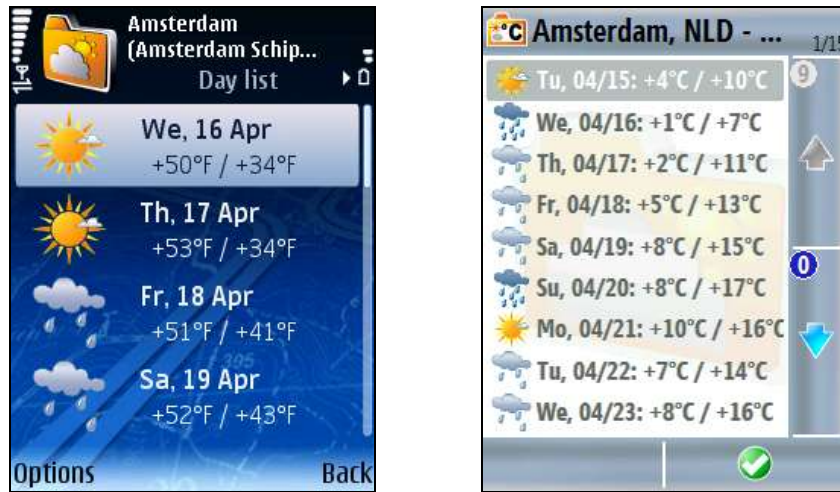 Amsterdam
(Amsterdam Schip...
Day list
We, 16 Apr
+50°F / +34°F
Th, 17 Apr
+53°F / +34°F
Fr, 18 Apr
+51°F / +41°F
Sa, 19 Apr
+52°F / +43°F
Options Back
°C Amsterdam, NLD - ... 1/15
Tu, 04/15: +4°C / +10°C
We, 04/16: +1°C / +7°C
Th, 04/17: +2°C / +11°C
Fr, 04/18: +5°C / +13°C
Sa, 04/19: +8°C / +15°C
Su, 04/20: +8°C / +17°C
Mo, 04/21: +10°C / +16°C
Tu, 04/22: +7°C / +14°C
We, 04/23: +8°C / +16°C
9
0